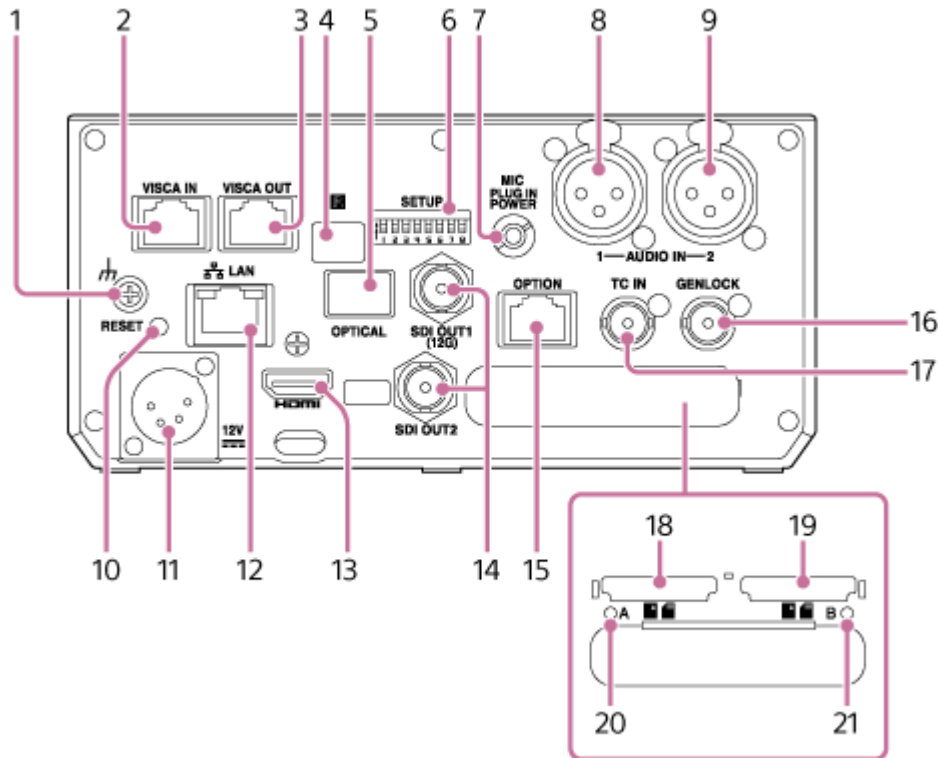 1 2 3 4 5 6 7 8 9
VISCA IN VISCA OUT
SETUP
1 2 3 4 5 6 7 8
MIC
PLUG IN
POWER
1 AUDIO IN 2
LAN
RESET
OPTICAL
SDI OUT1
(12G)
OPTION
TC IN
GENLOCK
16
17
HDMI
12V
SDI OUT2
10 11 12 13 14 15
18 19
A B
20 21